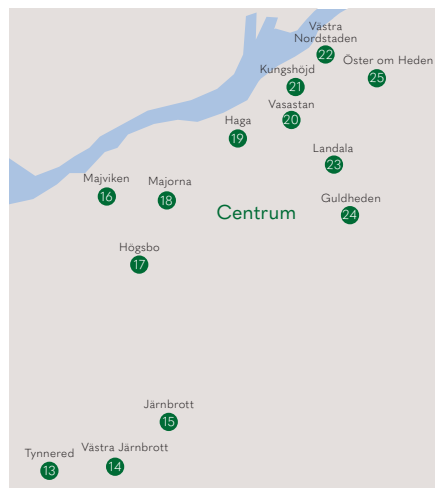 Västra
Nordstaden
22
Öster om Heden
25
Kungshöjd
21
Vasastan
20
Haga
19
Landala
23
Majviken
16
Majorna
18
Guldheden
24
Centrum
Högsbo
17
Järnbrott
15
Tynnered
13
Västra Järnbrott
14